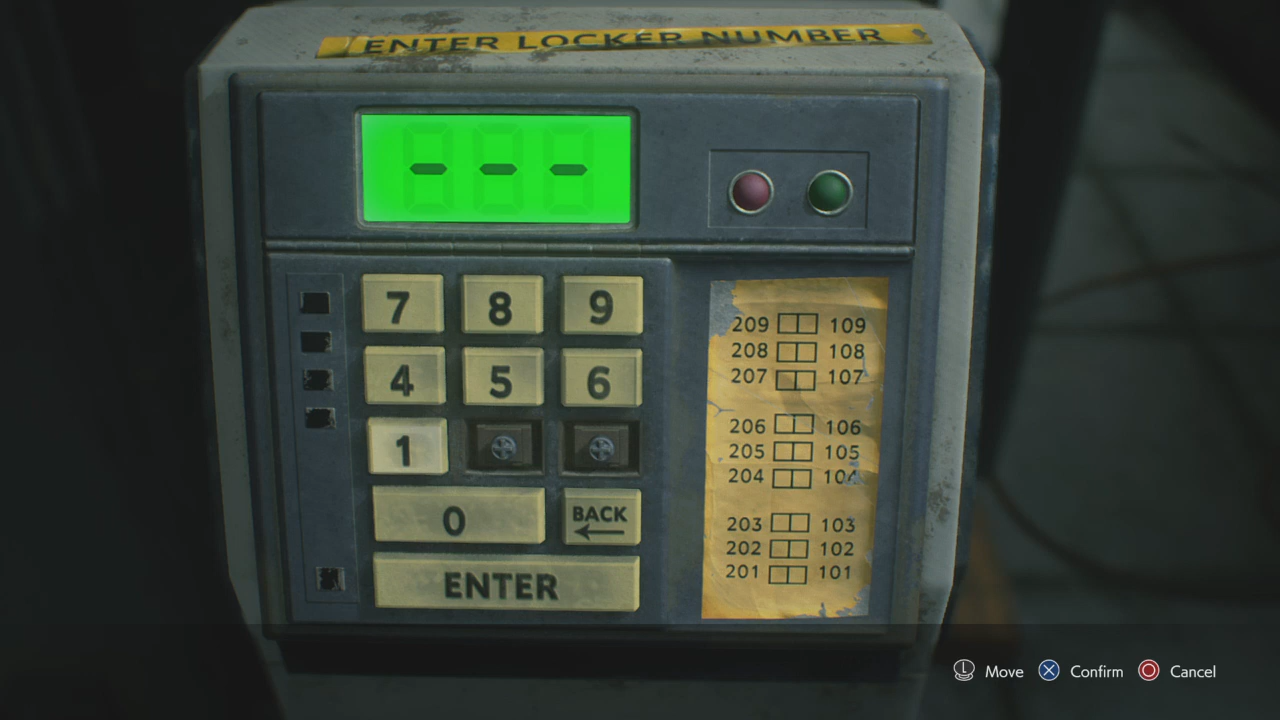 ENTER LOCKER NUMBER
- - -
7 8 9
4 5 6
1
0 BACK
ENTER
209 109
208 108
207 107
206 106
205 105
204 104
203 103
202 102
201 101
L Move Confirm Cancel